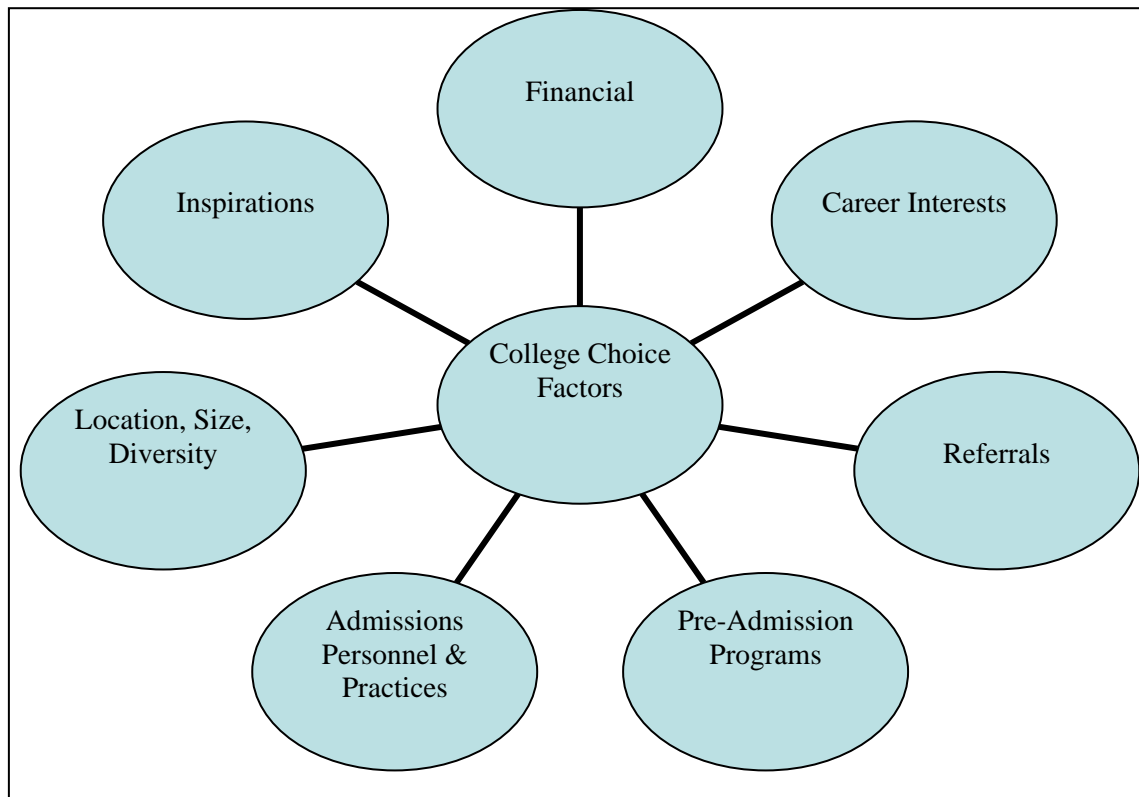 Financial
Inspirations
Career Interests
College Choice
Factors
Location, Size,
Diversity
Referrals
Admissions
Personnel &
Practices
Pre-Admission
Programs